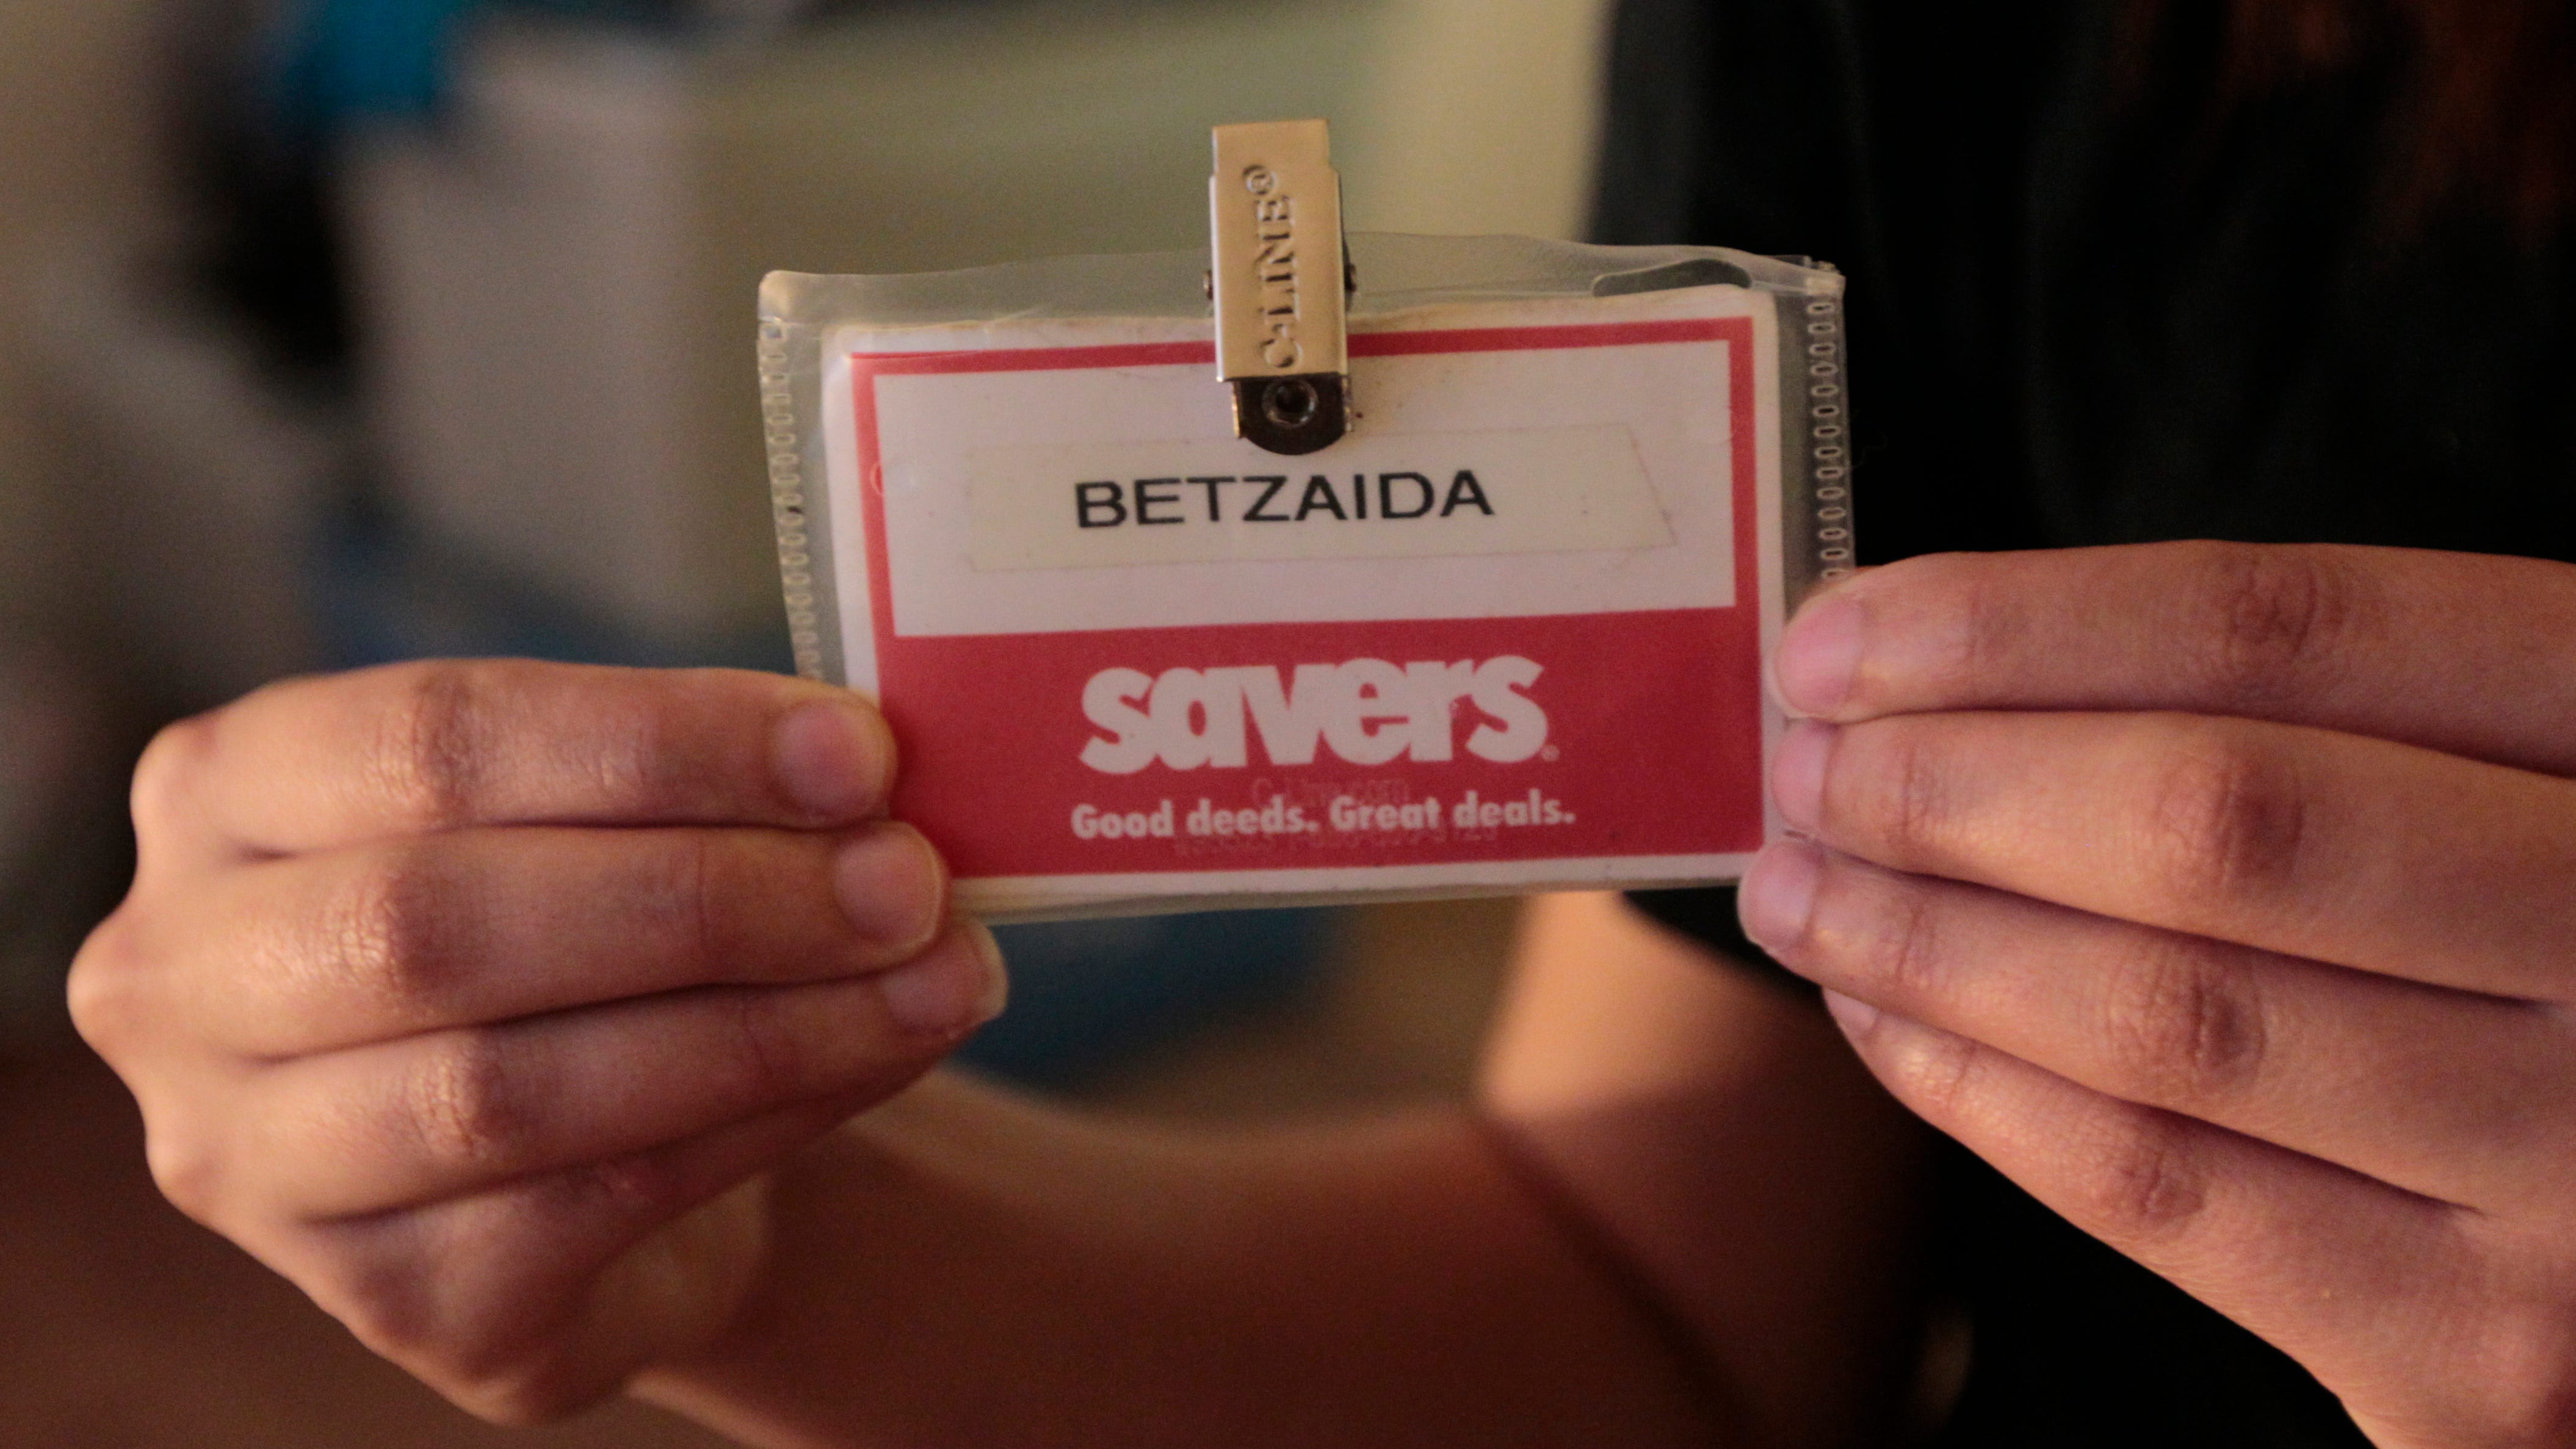 C-LINE®
BETZAIDA
savers®
Good deeds. Great deals.